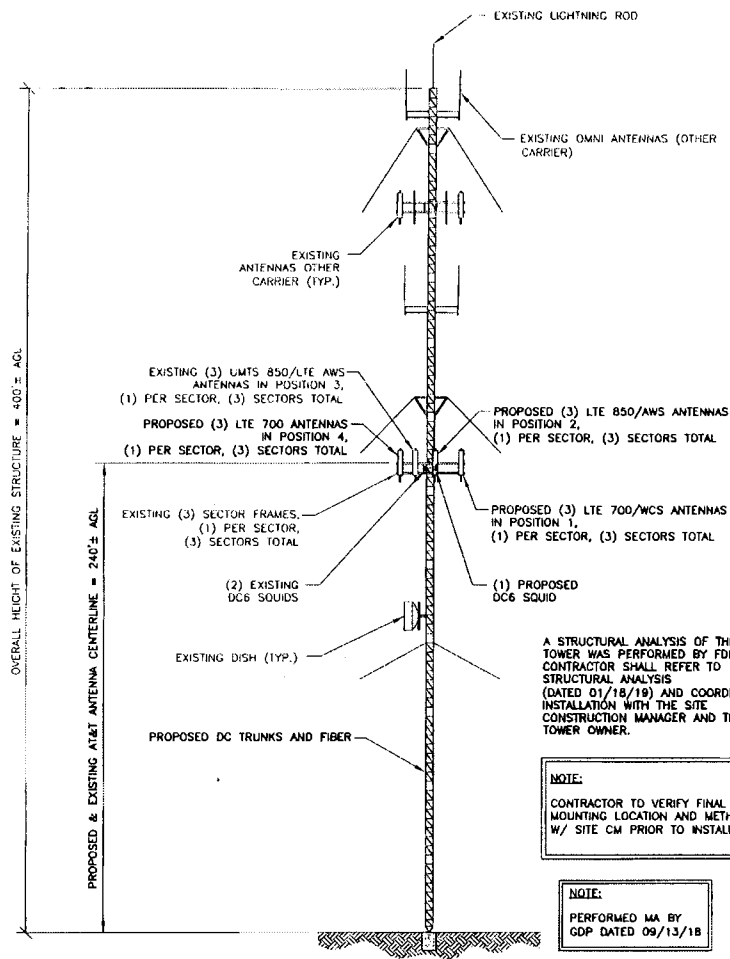 EXISTING LIGHTNING ROD
EXISTING OMNI ANTENNAS (OTHER
CARRIER)
EXISTING
ANTENNAS OTHER
CARRIER (TYP.)
OVERALL HEIGHT OF EXISTING STRUCTURE = 400'± AGL
PROPOSED & EXISTING AT&T ANTENNA CENTERLINE = 240'± AGL
EXISTING (3) UMTS 850/LTE AWS
ANTENNAS IN POSITION 3,
(1) PER SECTOR, (3) SECTORS TOTAL
PROPOSED (3) LTE 700 ANTENNAS
IN POSITION 4,
(1) PER SECTOR, (3) SECTORS TOTAL
PROPOSED (3) LTE 850/AWS ANTENNAS
IN POSITION 2,
(1) PER SECTOR, (3) SECTORS TOTAL
EXISTING (3) SECTOR FRAMES,
(1) PER SECTOR,
(3) SECTORS TOTAL
PROPOSED (3) LTE 700/WCS ANTENNAS
IN POSITION 1,
(1) PER SECTOR, (3) SECTORS TOTAL
(2) EXISTING
DC6 SQUIDS
(1) PROPOSED
DC6 SQUID
EXISTING DISH (TYP.)
PROPOSED DC TRUNKS AND FIBER
A STRUCTURAL ANALYSIS OF
TOWER WAS PERFORMED BY
CONTRACTOR SHALL REFER TO
STRUCTURAL ANALYSIS
(DATED 01/18/19) AND
INSTALLATION WITH THE SITE
CONSTRUCTION MANAGER AND
TOWER OWNER.
NOTE:
CONTRACTOR TO VERIFY FINAL
MOUNTING LOCATION AND
W/ SITE CM PRIOR TO
NOTE:
PERFORMED MA BY
GDP DATED 09/13/18